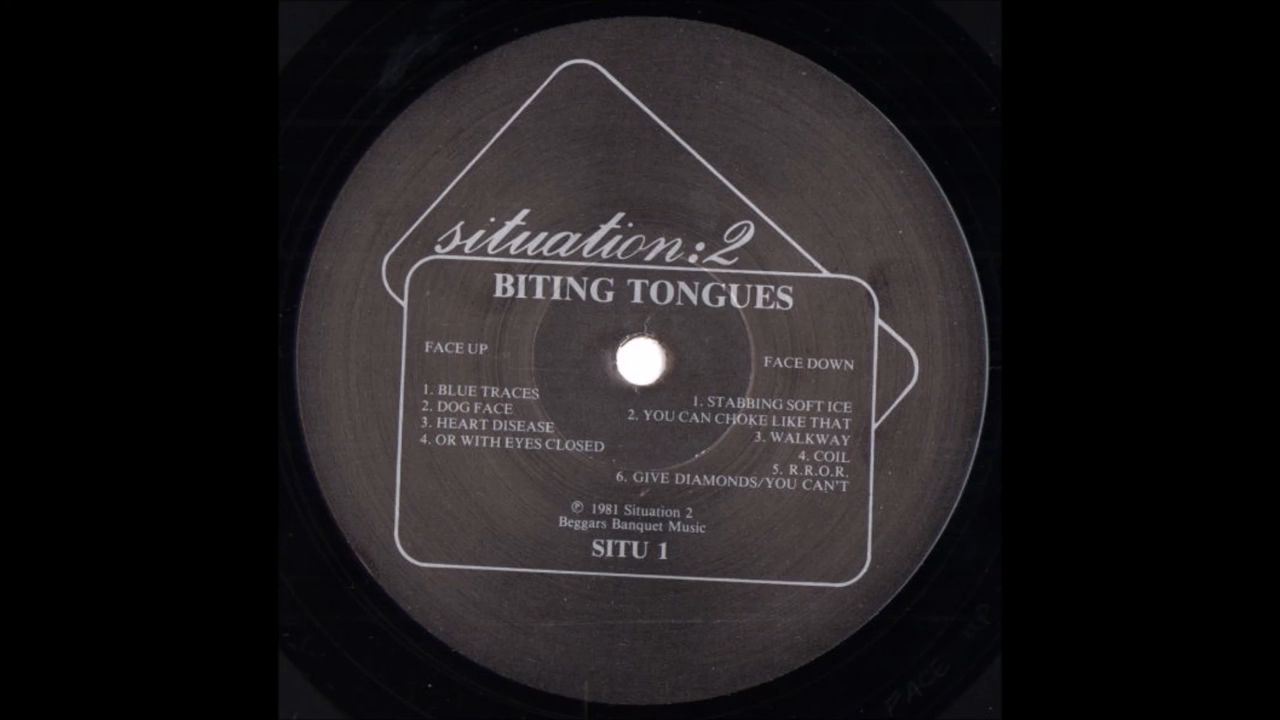 situation:2
BITING TONGUES
FACE UP
1. BLUE TRACES
2. DOG FACE
3. HEART DISEASE
4. OR WITH EYES CLOSED
FACE DOWN
1. STABBING SOFT ICE
2. YOU CAN CHOKE LIKE THAT
3. WALKWAY
4. COIL
5. R.R.O.R.
6. GIVE DIAMONDS/YOU CAN'T
℗ 1981 Situation 2
Beggars Banquet Music
SITU 1
FACE UP